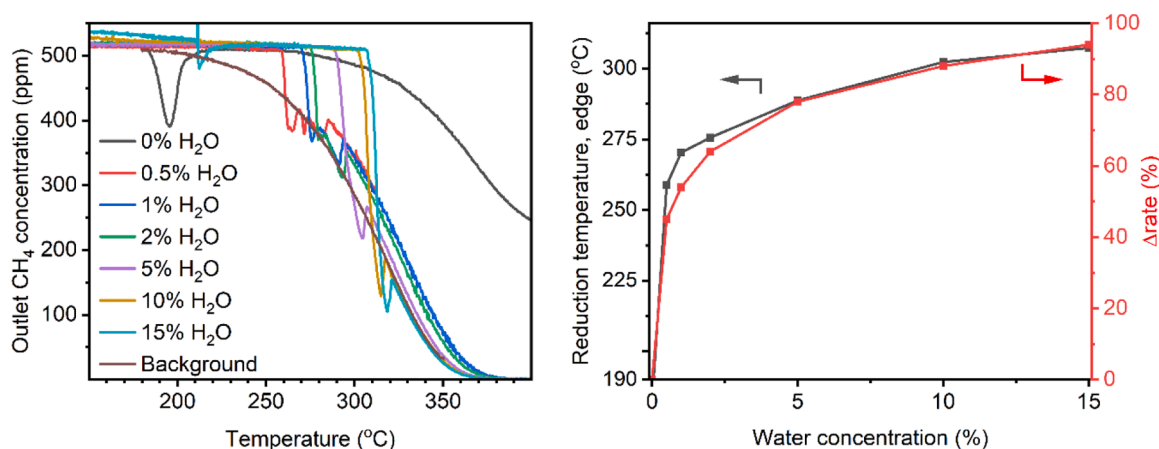 Outlet CH4 concentration (ppm)
500
400
300
200
100
0% H2O
0.5% H2O
1% H2O
2% H2O
5% H2O
10% H2O
15% H2O
Background
200
250
300
350
Temperature (oC)
Reduction temperature, edge (oC)
300
275
250
225
190
0
5
10
15
Water concentration (%)
100
80
60
40
20
0
Δrate (%)